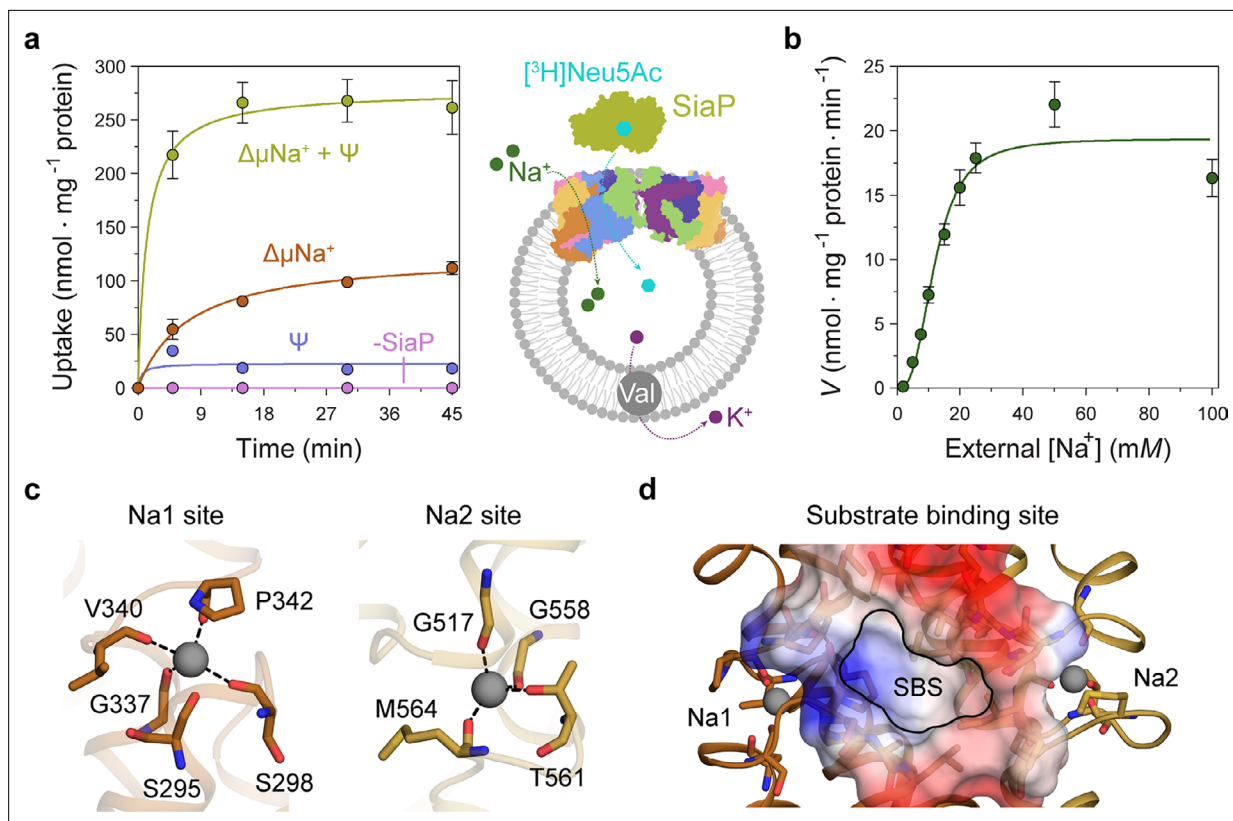 a
300
250
200
150
100
50
0
Uptake (nmol · mg⁻¹ protein)
ΔμNa⁺ + Ψ
ΔμNa⁺
Ψ
-SiaP
0 9 18 27 36 45
Time (min)
[³H]Neu5Ac
SiaP
Na⁺
Val
K⁺
b
25
20
15
10
5
0
V (nmol · mg⁻¹ protein · min⁻¹)
0 20 40 60 80 100
External [Na⁺] (mM)
c
Na1 site
V340
P342
G337
S295
S298
Na2 site
G517
G558
M564
T561
d
Substrate binding site
SBS
Na1
Na2